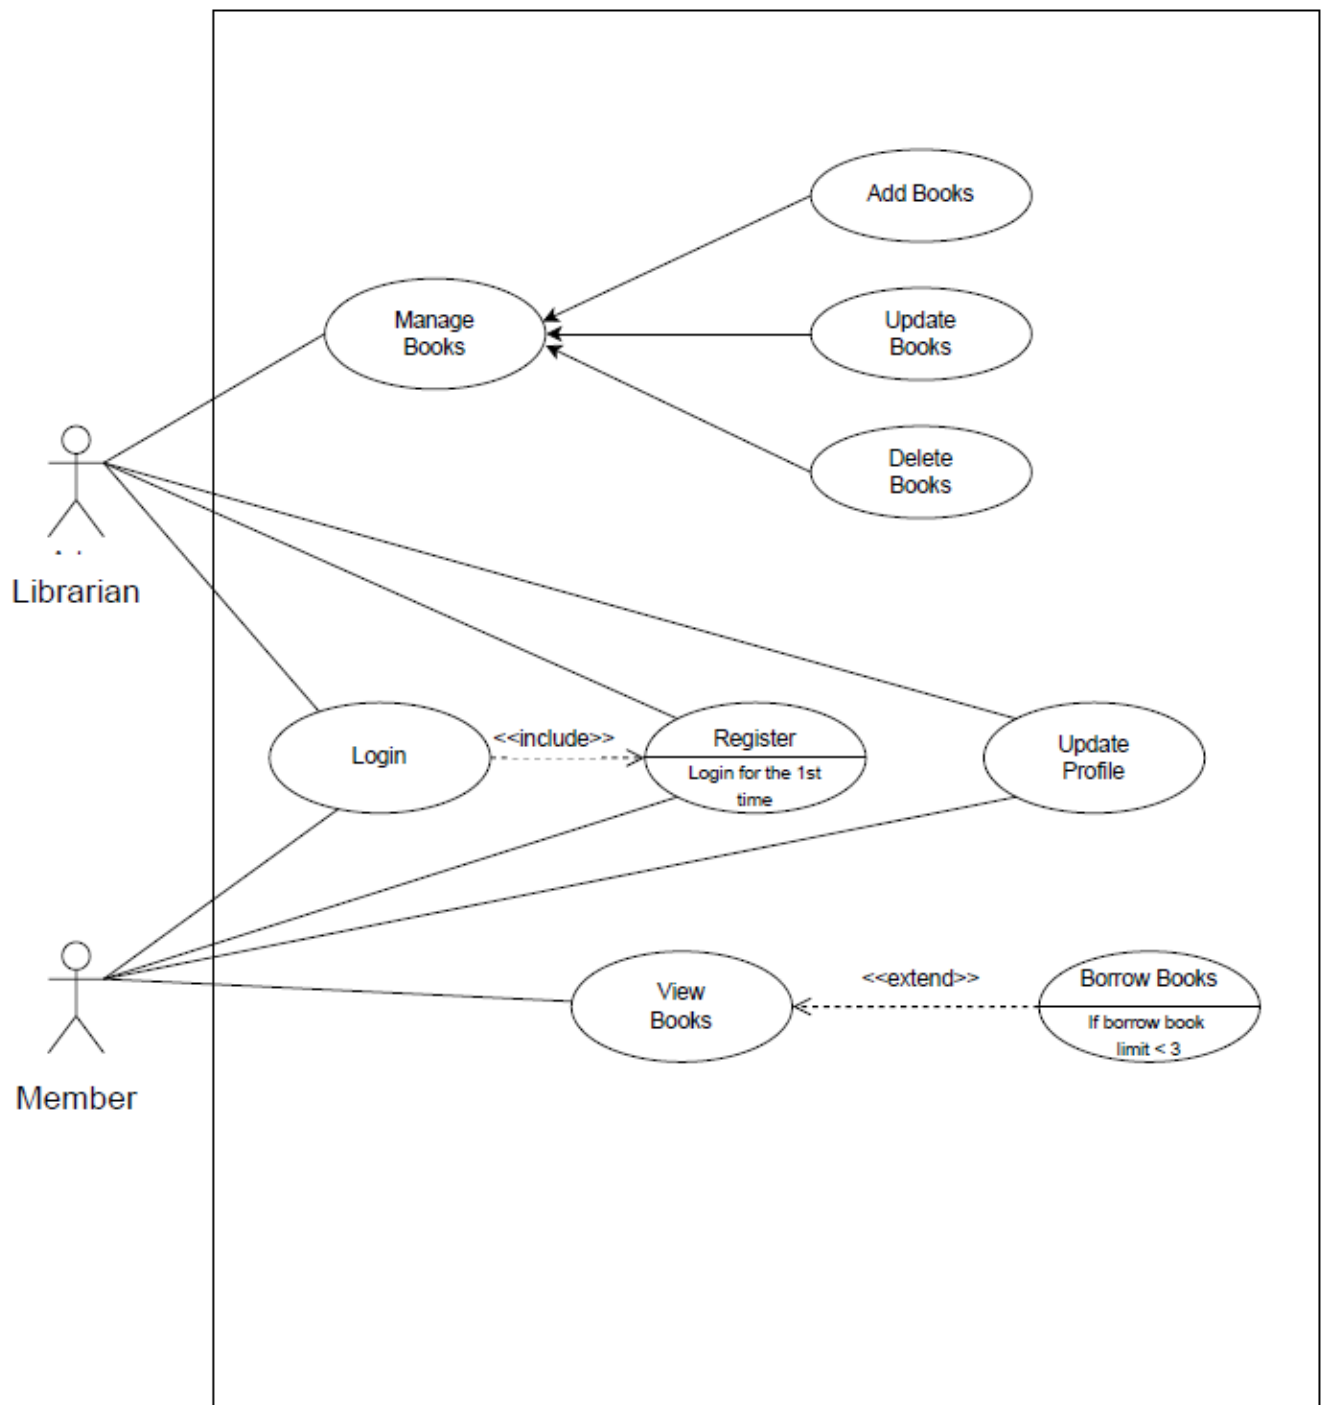 Add Books
Manage
Books
Update
Books
Delete
Books
Librarian
Login
<<include>>
Register
Login for the 1st
time
Update
Profile
View
Books
<<extend>>
Borrow Books
If borrow book
limit < 3
Member